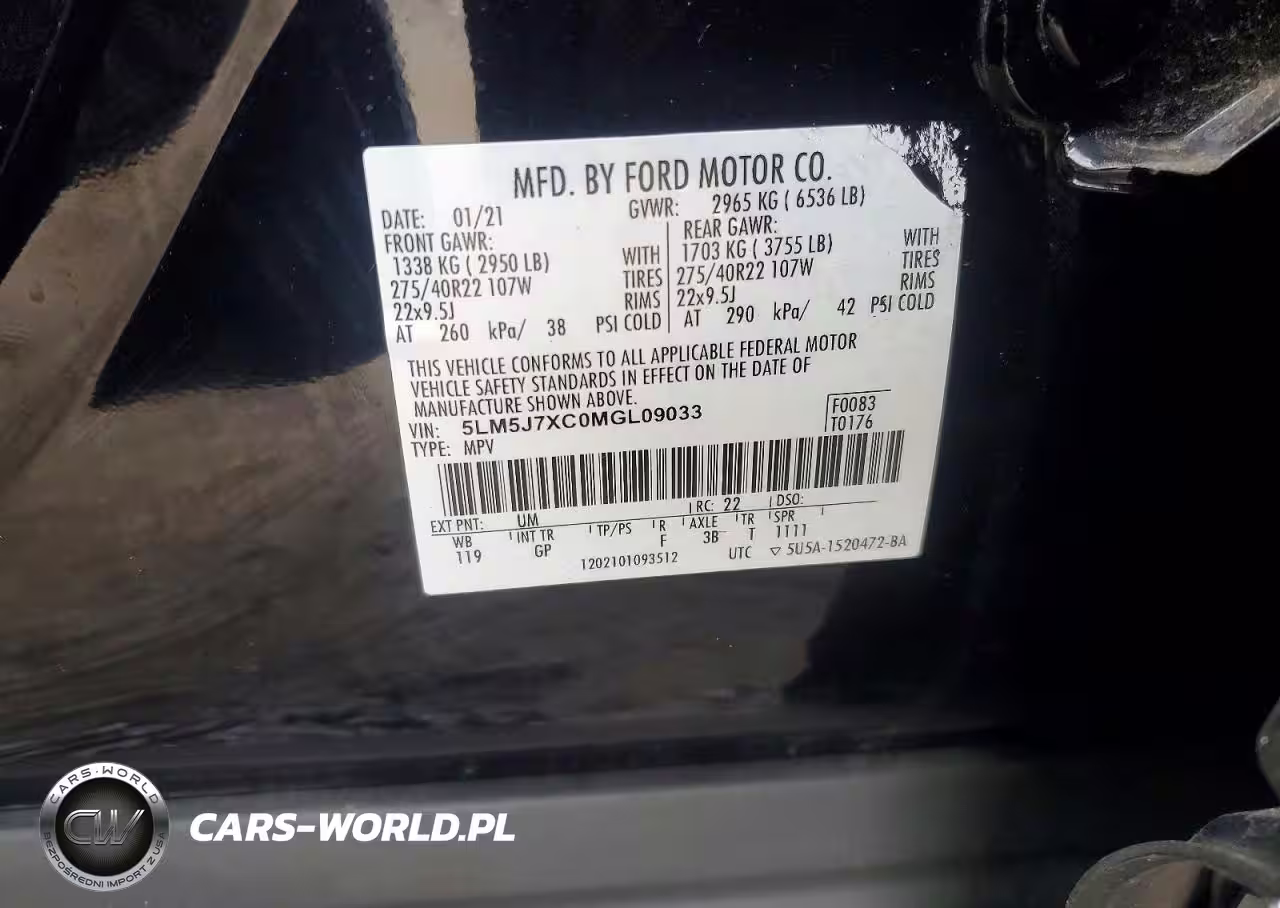 MFD. BY FORD MOTOR CO.
DATE: 01/21 GVWR: 2965 KG ( 6536 LB)
FRONT GAWR:
1338 KG ( 2950 LB) WITH
275/40R22 107W TIRES
22x9.5J RIMS
AT 260 kPa/ 38 PSI COLD
REAR GAWR:
1703 KG ( 3755 LB) WITH
275/40R22 107W TIRES
22x9.5J RIMS
AT 290 kPa/ 42 PSI COLD
THIS VEHICLE CONFORMS TO ALL APPLICABLE FEDERAL MOTOR
VEHICLE SAFETY STANDARDS IN EFFECT ON THE DATE OF
MANUFACTURE SHOWN ABOVE.
VIN: 5LM5J7XC0MGL09033
F0083
TYPE: MPV
T0176
EXT PNT: UM RC: 22 DSO:
WB INT TR TP/PS R AXLE TR SPR
119 GP F 3B T 1111
1202101093512 UTC ▽ 5U5A-1520472-BA
CARS-WORLD
CW
BEZPOŚREDNI IMPORT Z USA
CARS-WORLD.PL